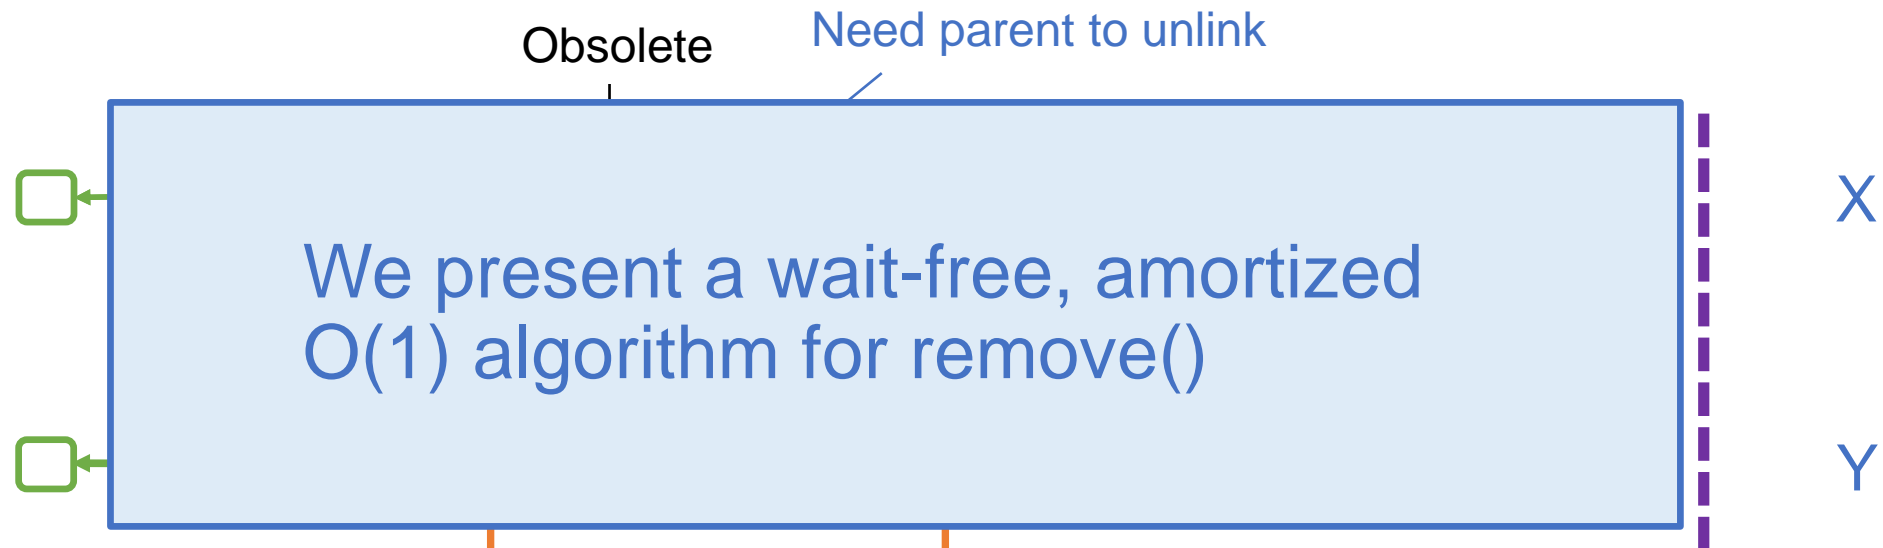 Obsolete
Need parent to unlink
X
We present a wait-free, amortized
O(1) algorithm for remove()
Y